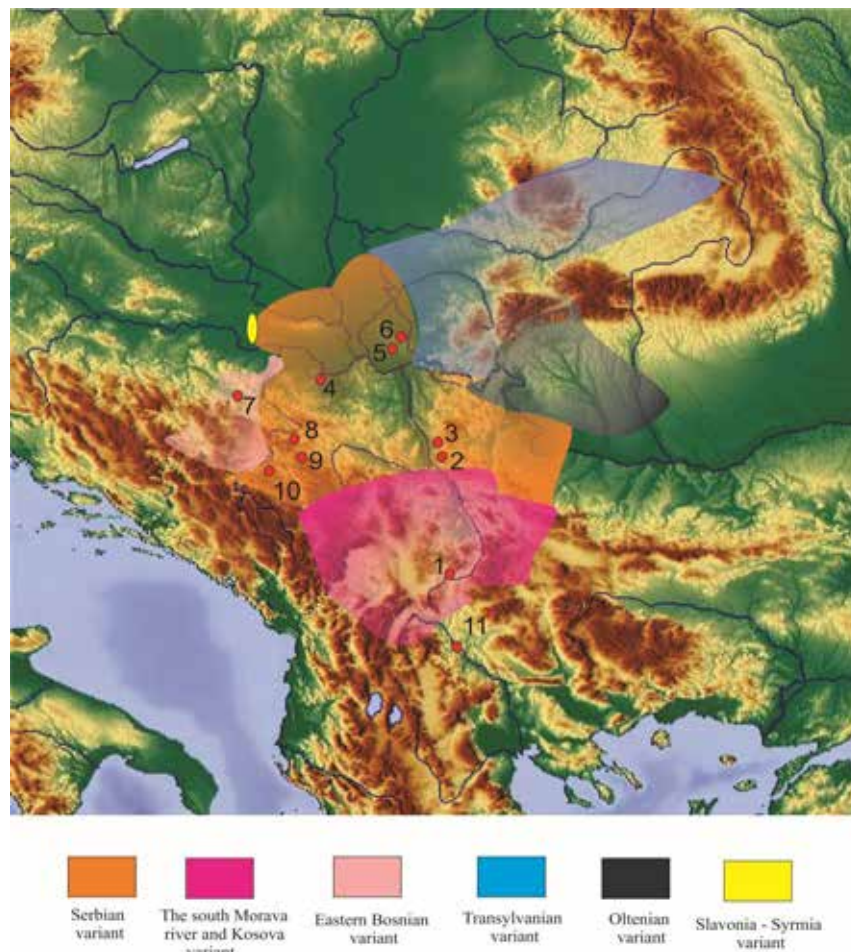 6
5
4
7
8
3
9
2
10
1
11
Serbian
variant
The south Morava
river and Kosova
variant
Eastern Bosnian
variant
Transylvanian
variant
Oltenian
variant
Slavonia - Syrmia
variant